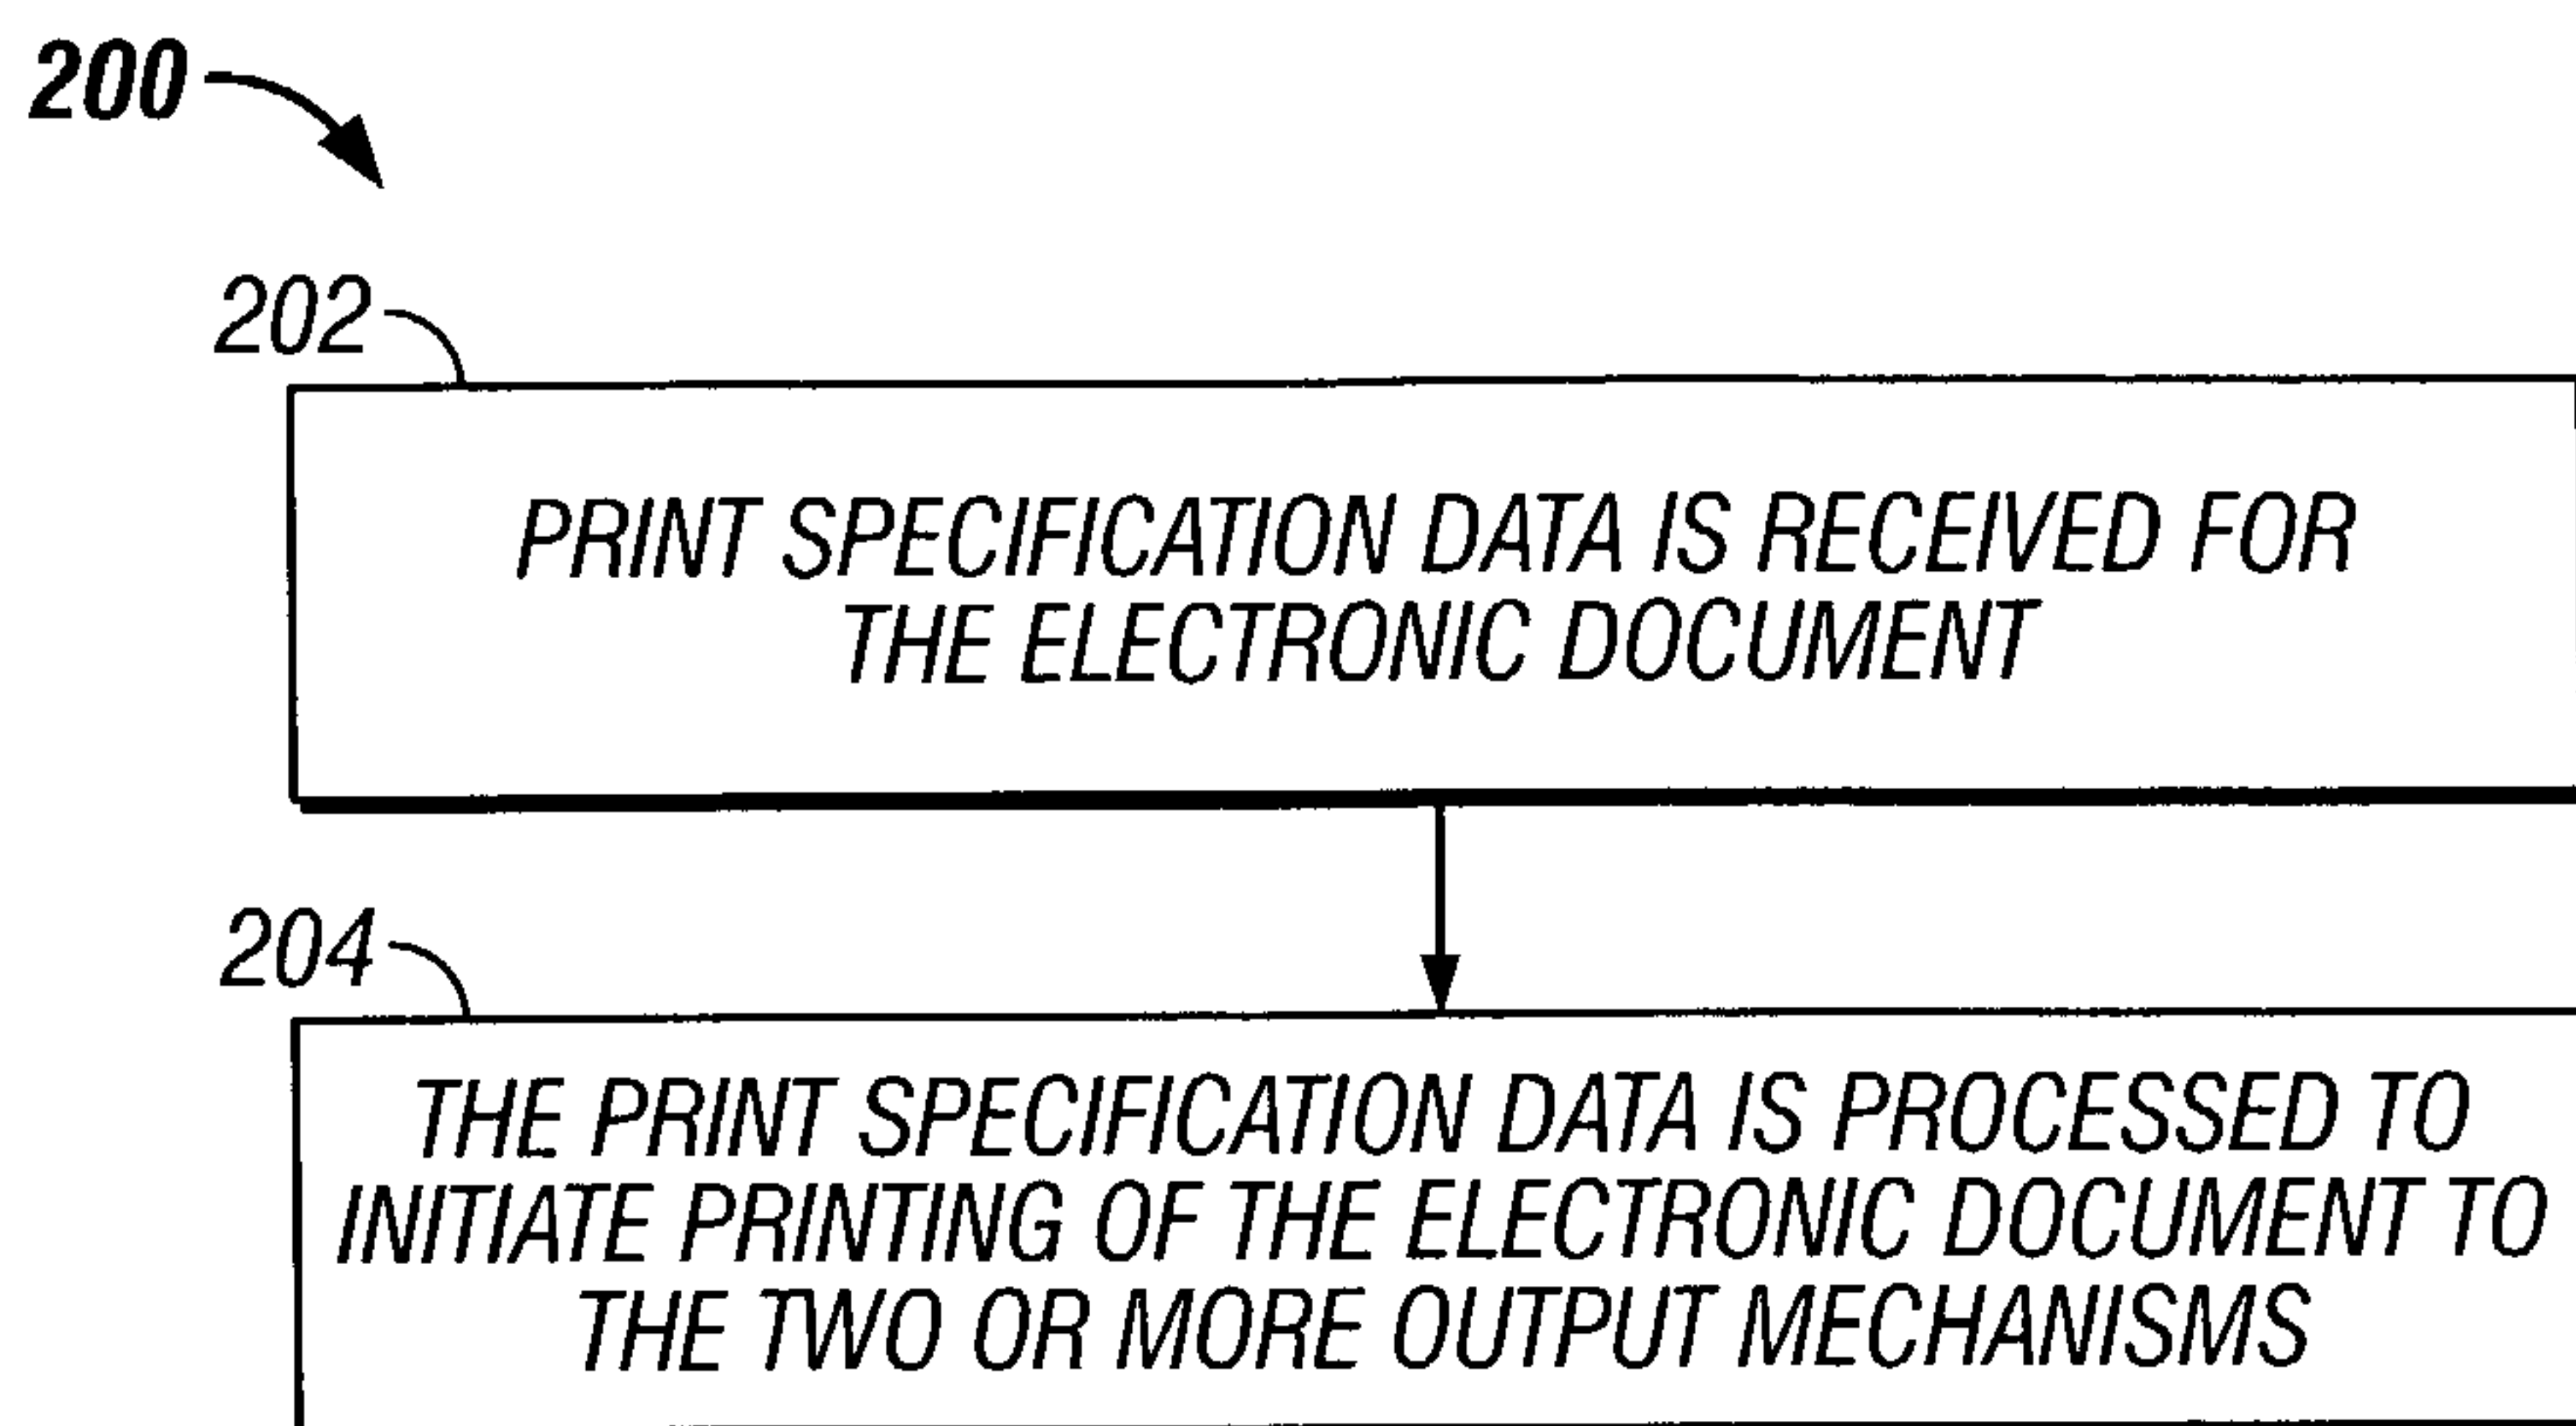 200
202
PRINT SPECIFICATION DATA IS RECEIVED FOR
THE ELECTRONIC DOCUMENT
204
THE PRINT SPECIFICATION DATA IS PROCESSED TO
INITIATE PRINTING OF THE ELECTRONIC DOCUMENT TO
THE TWO OR MORE OUTPUT MECHANISMS